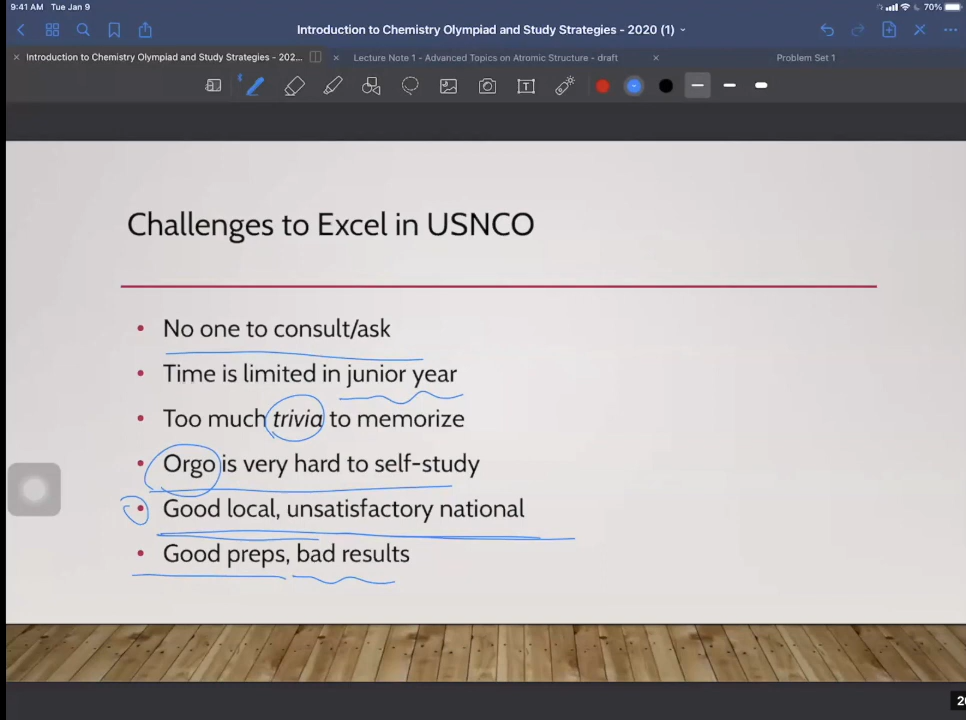 9:41 AM Tue Jan 9
70%
Introduction to Chemistry Olympiad and Study Strategies - 2020 (1)
Introduction to Chemistry Olympiad and Study Strategies - 202...
Lecture Note 1 - Advanced Topics on Atromic Structure - draft
Problem Set 1
T
Challenges to Excel in USNCO
• No one to consult/ask
• Time is limited in junior year
• Too much trivia to memorize
• Orgo is very hard to self-study
• Good local, unsatisfactory national
• Good preps, bad results